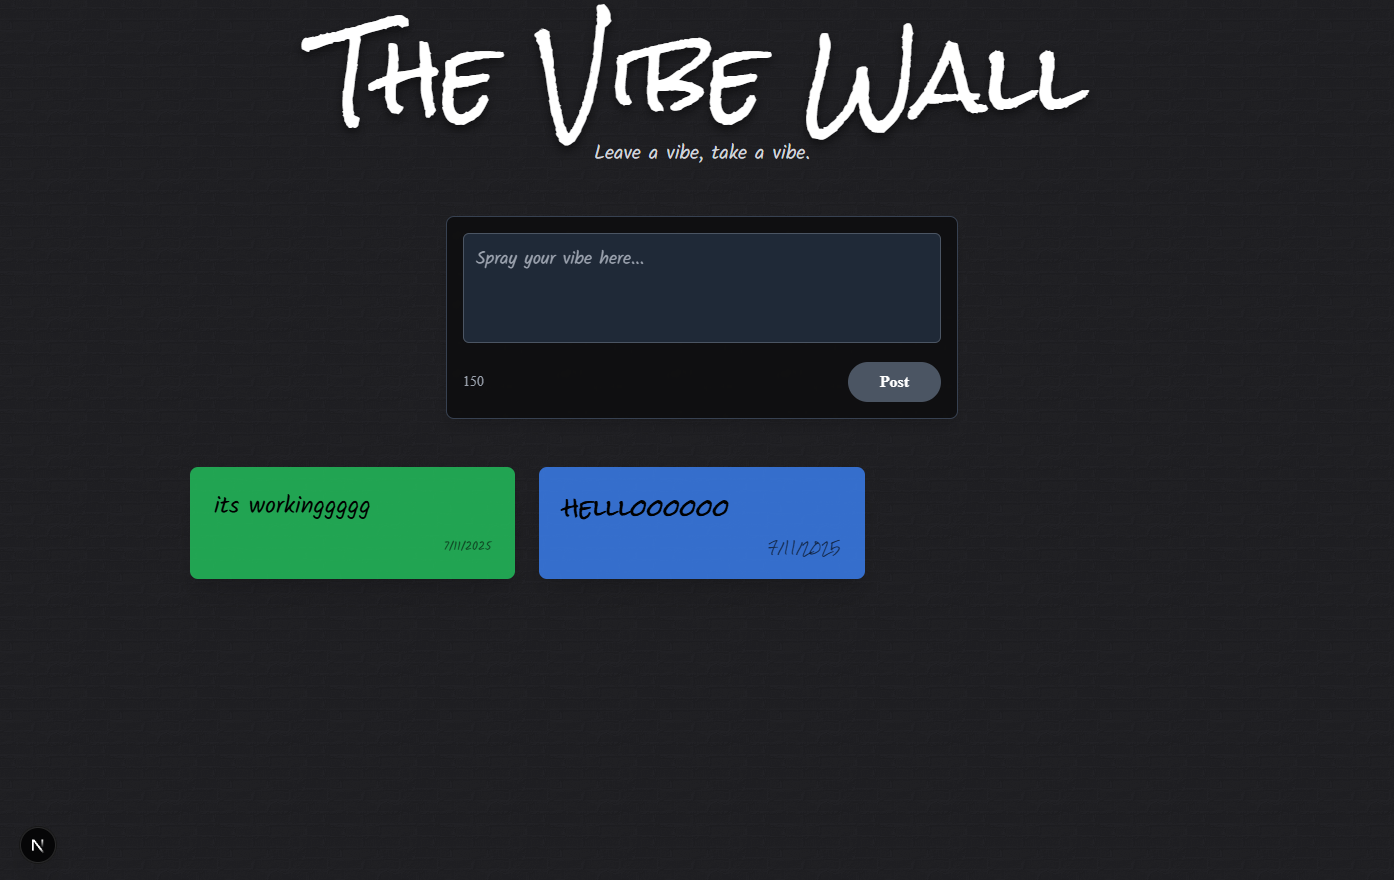 The Vibe Wall
Leave a vibe, take a vibe.
Spray your vibe here...
150
Post
its workinggggg
7/11/2025
HELLLOOOOOO
7/11/2025
N